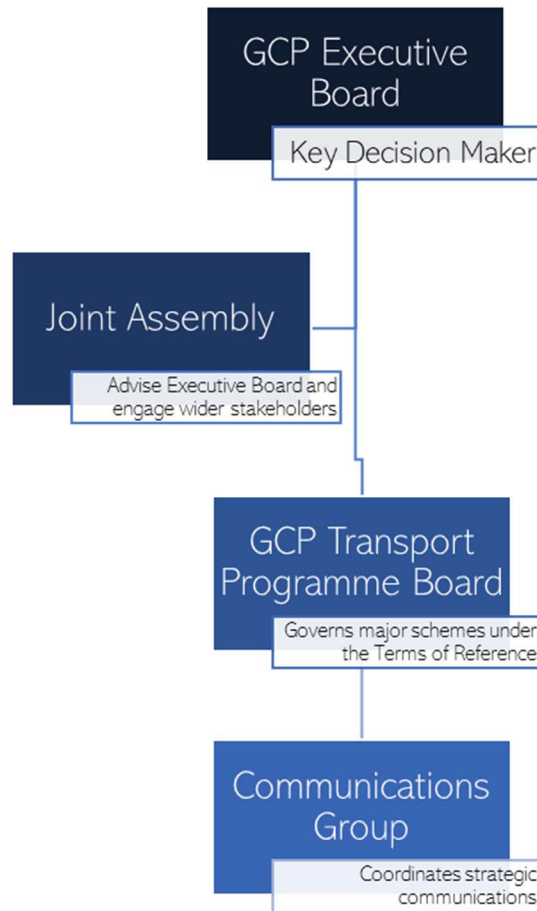 GCP Executive
Board
Key Decision Maker
Joint Assembly
Advise Executive Board and
engage wider stakeholders
GCP Transport
Programme Board
Governs major schemes under
the Terms of Reference
Communications
Group
Coordinates strategic
communications